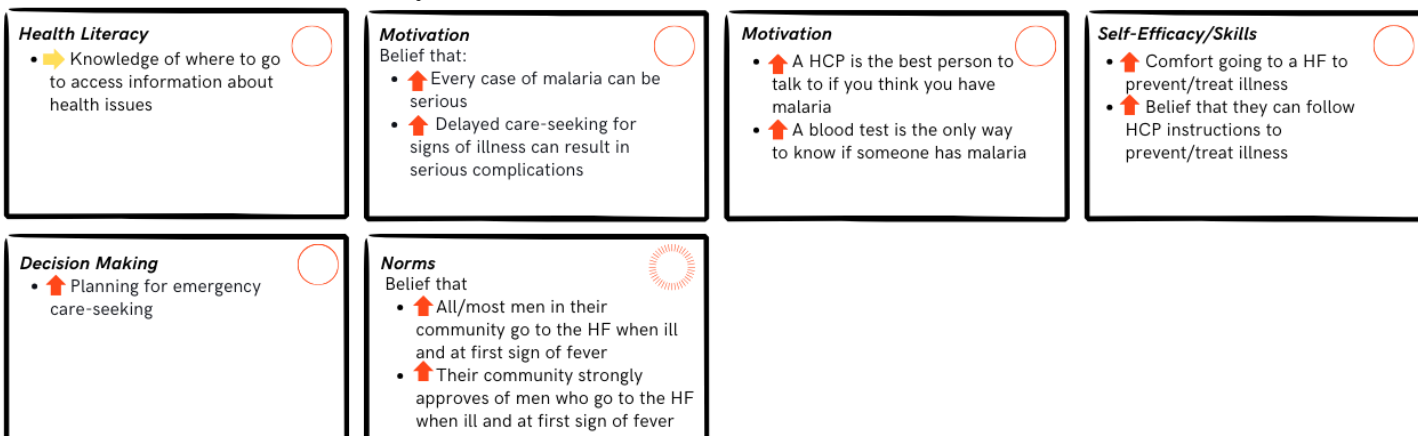 Health Literacy
Knowledge of where to go
to access information about
health issues
Motivation
Belief that:
Every case of malaria can be
serious
Delayed care-seeking for
signs of illness can result in
serious complications
Motivation
A HCP is the best person to
talk to if you think you have
malaria
A blood test is the only way
to know if someone has malaria
Self-Efficacy/Skills
Comfort going to a HF to
prevent/treat illness
Belief that they can follow
HCP instructions to
prevent/treat illness
Decision Making
Planning for emergency
care-seeking
Norms
Belief that
All/most men in their
community go to the HF when ill
and at first sign of fever
Their community strongly
approves of men who go to the HF
when ill and at first sign of fever